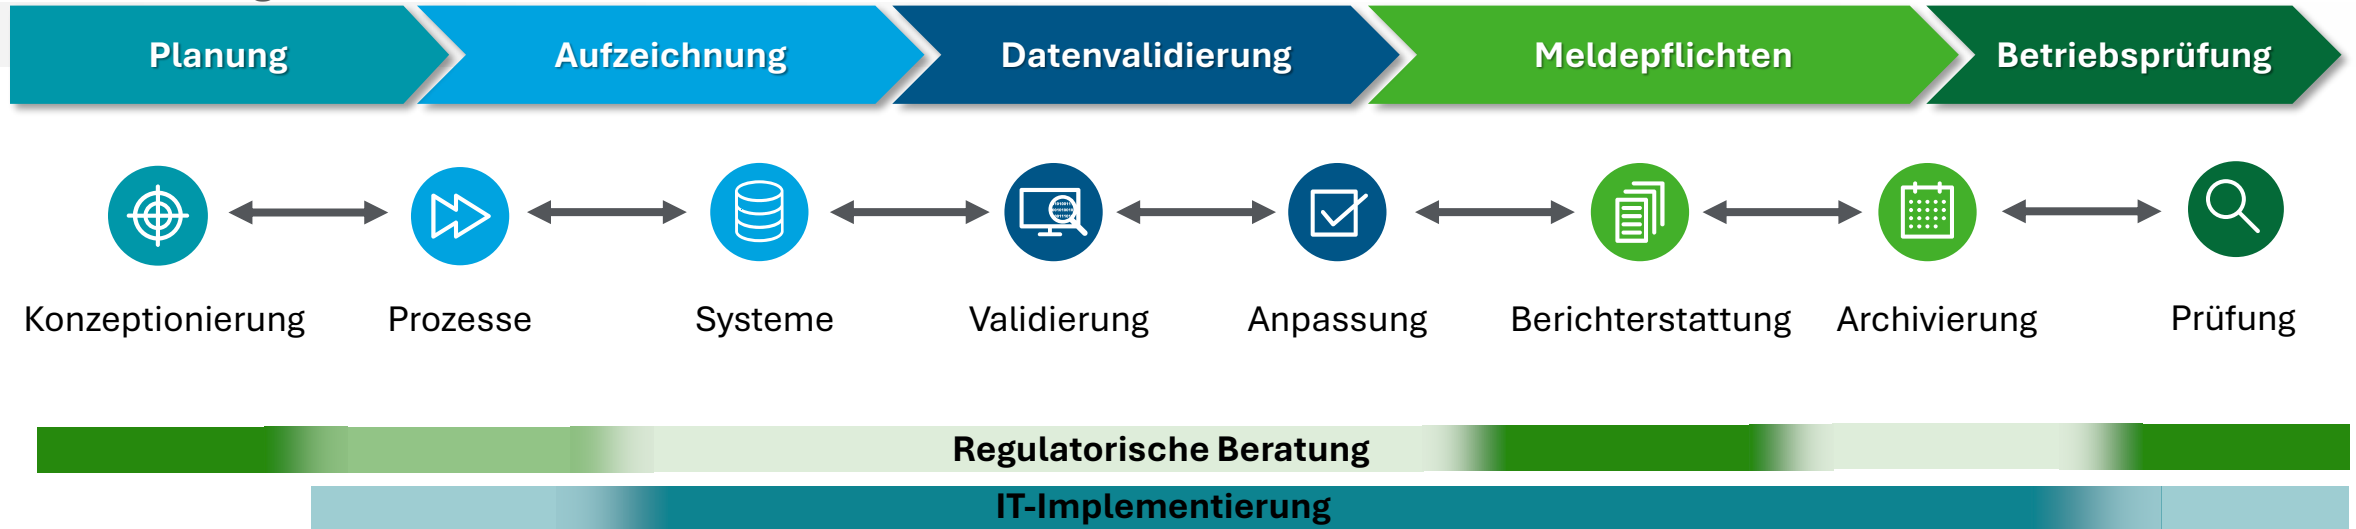 Planung
Aufzeichnung
Datenvalidierung
Meldepflichten
Betriebsprüfung
Konzeptionierung
Prozesse
Systeme
Validierung
Anpassung
Berichterstattung
Archivierung
Prüfung
Regulatorische Beratung
IT-Implementierung